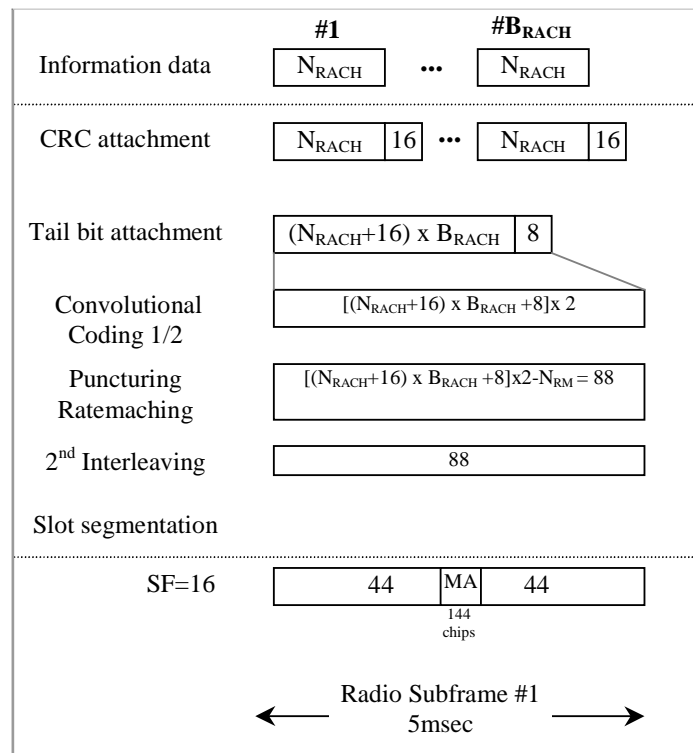 #1 #B_RACH
Information data N_RACH ... N_RACH
CRC attachment N_RACH 16 ... N_RACH 16
Tail bit attachment (N_RACH+16) x B_RACH 8
Convolutional
Coding 1/2
[(N_RACH+16) x B_RACH +8]x 2
Puncturing
Ratemaching
[(N_RACH+16) x B_RACH +8]x2-N_RM = 88
2nd Interleaving 88
Slot segmentation
SF=16 44 MA 44
144
chips
Radio Subframe #1
5msec